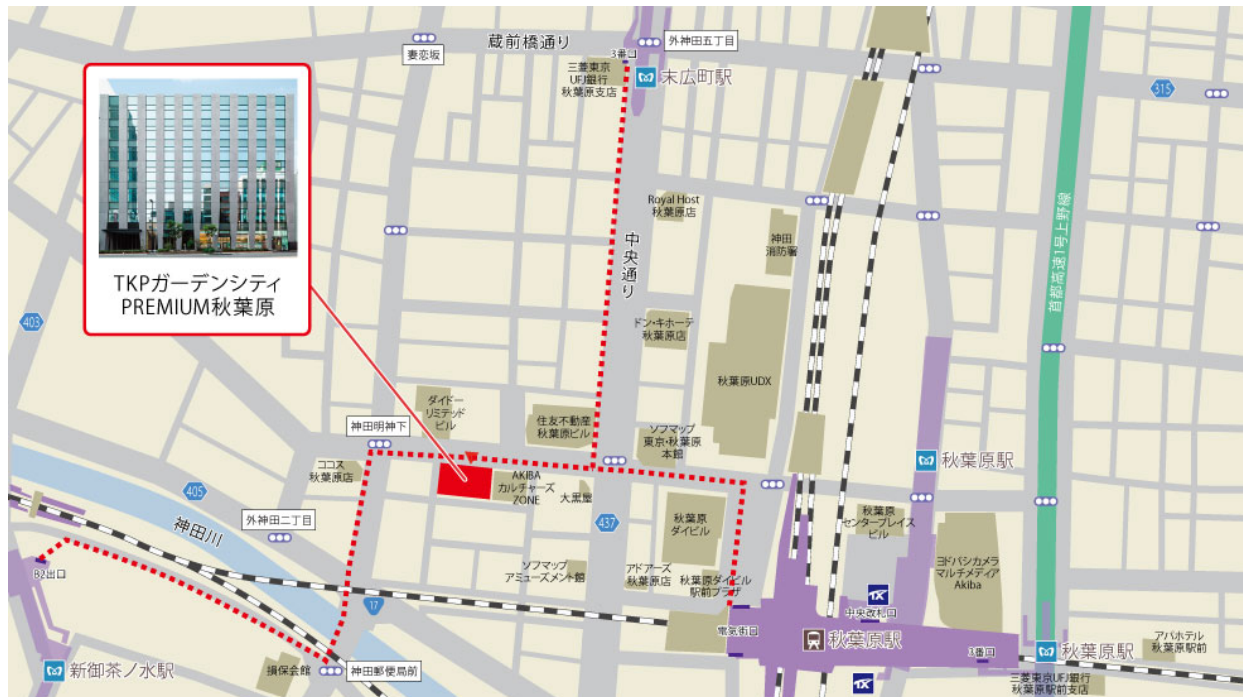 蔵前橋通り
妻恋坂
3番口
外神田五丁目
三菱東京
UFJ銀行
秋葉原支店
末広町駅
315
TKPガーデンシティ
PREMIUM秋葉原
Royal Host
秋葉原店
中央通り
神田
消防署
首都高速1号上野線
403
ドン・キホーテ
秋葉原店
秋葉原UDX
ダイドー
リミテッド
ビル
住友不動産
秋葉原ビル
ソフマップ
東京・秋葉原
本館
神田明神下
ココス
秋葉原店
AKIBA
カルチャーズ
ZONE
大黒屋
秋葉原駅
405
神田川
外神田二丁目
437
秋葉原
ダイビル
秋葉原
センタープレイス
ビル
ヨドバシカメラ
マルチメディア
Akiba
B2出口
ソフマップ
アミューズメント館
アドアーズ
秋葉原店
秋葉原ダイビル
駅前プラザ
17
TX
中央改札口
電気街口
秋葉原駅
3番口
秋葉原駅
アパホテル
秋葉原駅前
新御茶ノ水駅
損保会館
神田郵便局前
TX
三菱東京UFJ銀行
秋葉原駅前支店